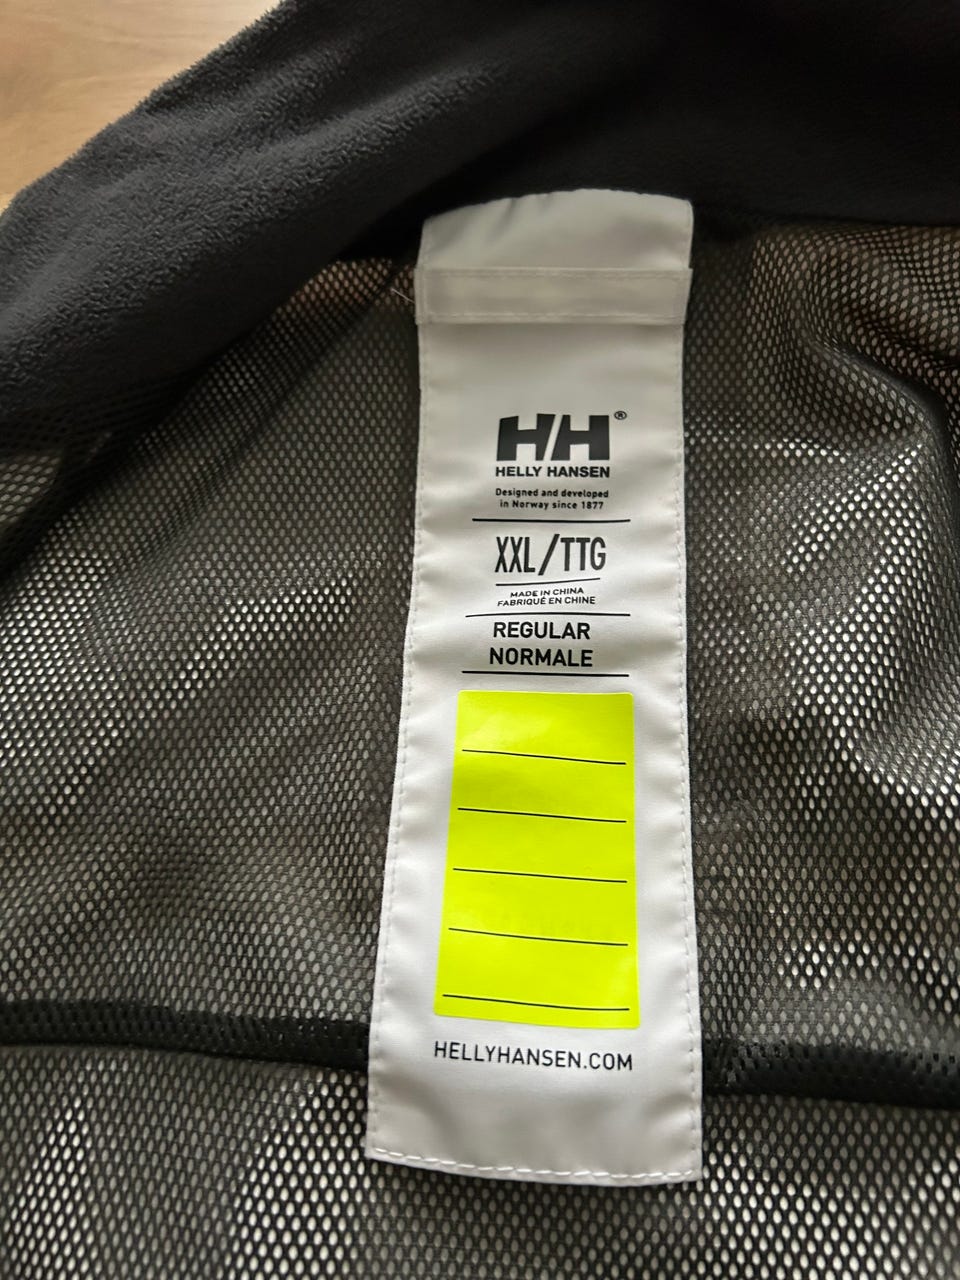 HH®
HELLY HANSEN
Designed and developed
in Norway since 1877
XXL/TTG
MADE IN CHINA
FABRIQUÉ EN CHINE
REGULAR
NORMALE
HELLYHANSEN.COM